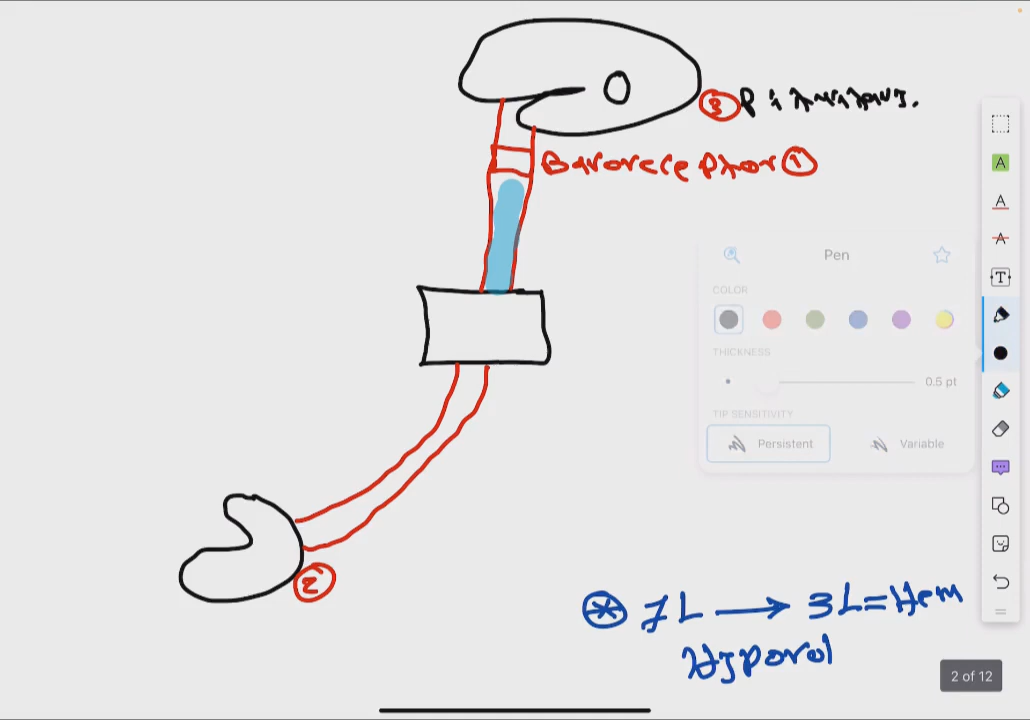 ③
Baroreceptor ①
②
⊛ 7L → 3L = Hem
Pen
COLOR
THICKNESS
0.5 pt
TIP SENSITIVITY
Persistent
Variable
A
A
A
T
2 of 12